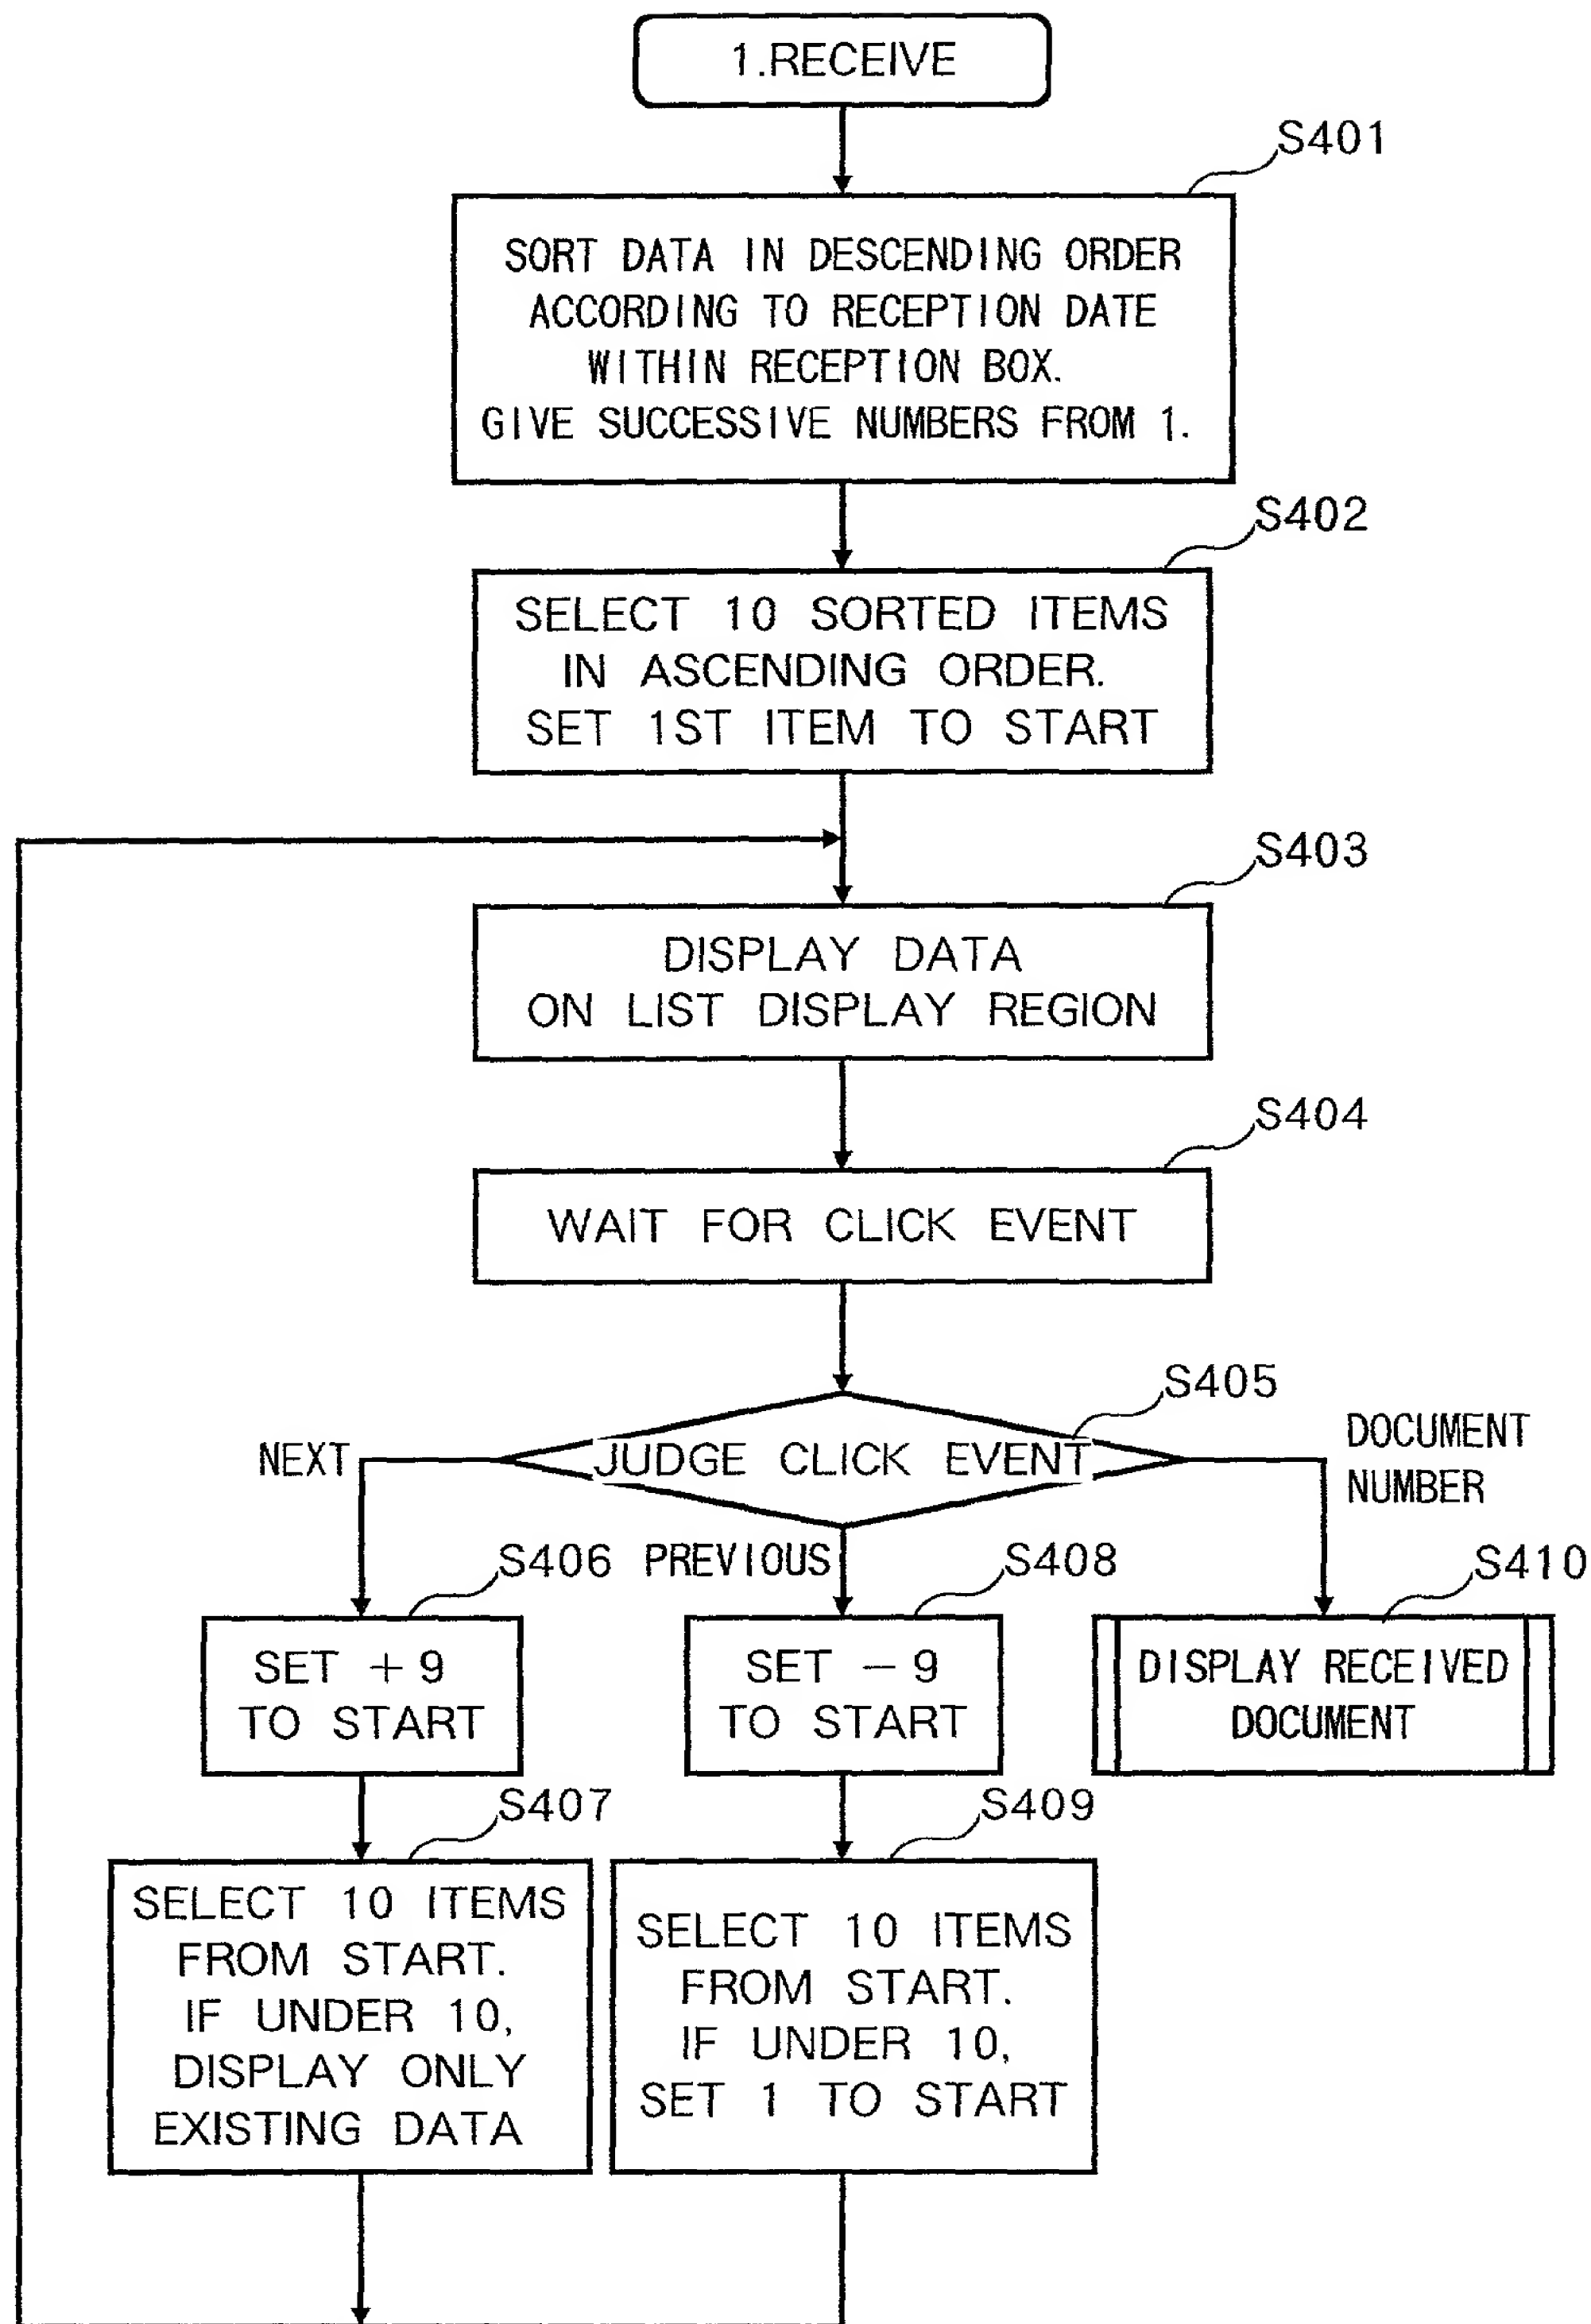 1.RECEIVE
S401
SORT DATA IN DESCENDING ORDER
ACCORDING TO RECEPTION DATE
WITHIN RECEPTION BOX.
GIVE SUCCESSIVE NUMBERS FROM 1.
S402
SELECT 10 SORTED ITEMS
IN ASCENDING ORDER.
SET 1ST ITEM TO START
S403
DISPLAY DATA
ON LIST DISPLAY REGION
S404
WAIT FOR CLICK EVENT
S405
JUDGE CLICK EVENT
NEXT
PREVIOUS
DOCUMENT
NUMBER
S406
SET +9
TO START
S407
SELECT 10 ITEMS
FROM START.
IF UNDER 10,
DISPLAY ONLY
EXISTING DATA
S408
SET −9
TO START
S409
SELECT 10 ITEMS
FROM START.
IF UNDER 10,
SET 1 TO START
S410
DISPLAY RECEIVED
DOCUMENT